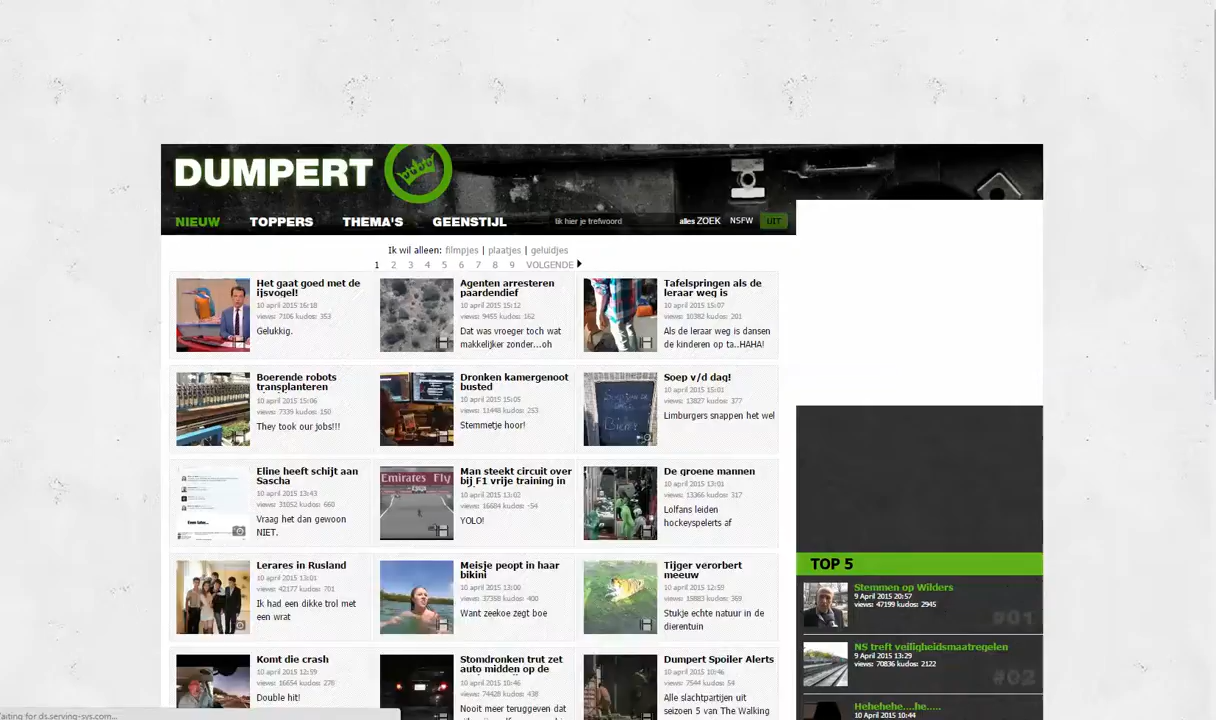 DUMPERT
NIEUW TOPPERS THEMA'S GEENSTIJL tik hier je trefwoord alles ZOEK NSFW UIT
Ik wil alleen: filmpjes | plaatjes | geluidjes
1 2 3 4 5 6 7 8 9 VOLGENDE
Het gaat goed met de
ijsvogel!
10 april 2015 16:18
views: 7106 kudos: 353
Gelukkig.
Agenten arresteren
paardendief
10 april 2015 15:12
views: 9455 kudos: 162
Dat was vroeger toch wat
makkelijker zonder...oh
Tafelspringen als de
leraar weg is
10 april 2015 15:07
views: 10382 kudos: 201
Als de leraar weg is dansen
de kinderen op ta..HAHA!
Boerende robots
transplanteren
10 april 2015 15:06
views: 7339 kudos: 150
They took our jobs!!!
Dronken kamergenoot
busted
10 april 2015 15:05
views: 11448 kudos: 253
Stemmetje hoor!
Soep v/d dag!
10 april 2015 15:01
views: 13827 kudos: 377
Limburgers snappen het wel
Eline heeft schijt aan
Sascha
10 april 2015 13:43
views: 31052 kudos: 660
Vraag het dan gewoon
NIET.
Man steekt circuit over
bij F1 vrije training in
10 april 2015 13:02
views: 16684 kudos: -54
YOLO!
Emirates Fly
De groene mannen
10 april 2015 13:01
views: 13366 kudos: 317
Lolfans leiden
hockeyspelerts af
Lerares in Rusland
10 april 2015 13:01
views: 42177 kudos: 701
Ik had een dikke trol met
een wrat
Meisje peopt in haar
bikini
10 april 2015 13:00
views: 37358 kudos: -400
Want zeekoe zegt boe
Tijger verorbert
meeuw
10 april 2015 12:59
views: 15883 kudos: 369
Stukje echte natuur in de
dierentuin
Komt die crash
10 april 2015 12:59
views: 16654 kudos: 278
Double hit!
Stomdronken trut zet
auto midden op de
10 april 2015 10:46
views: 74428 kudos: 438
Nooit meer teruggeven dat
Dumpert Spoiler Alerts
10 april 2015 10:46
views: 7544 kudos: 54
Alle slachtpartijen uit
seizoen 5 van The Walking
TOP 5
Stemmen op Wilders
9 April 2015 20:57
views: 47199 kudos: 2945
#01
NS treft veiligheidsmaatregelen
9 April 2015 13:29
views: 70836 kudos: 2122
#02
Hehehehe....he.....
10 April 2015 10:44
Waiting for ds.serving-sys.com...